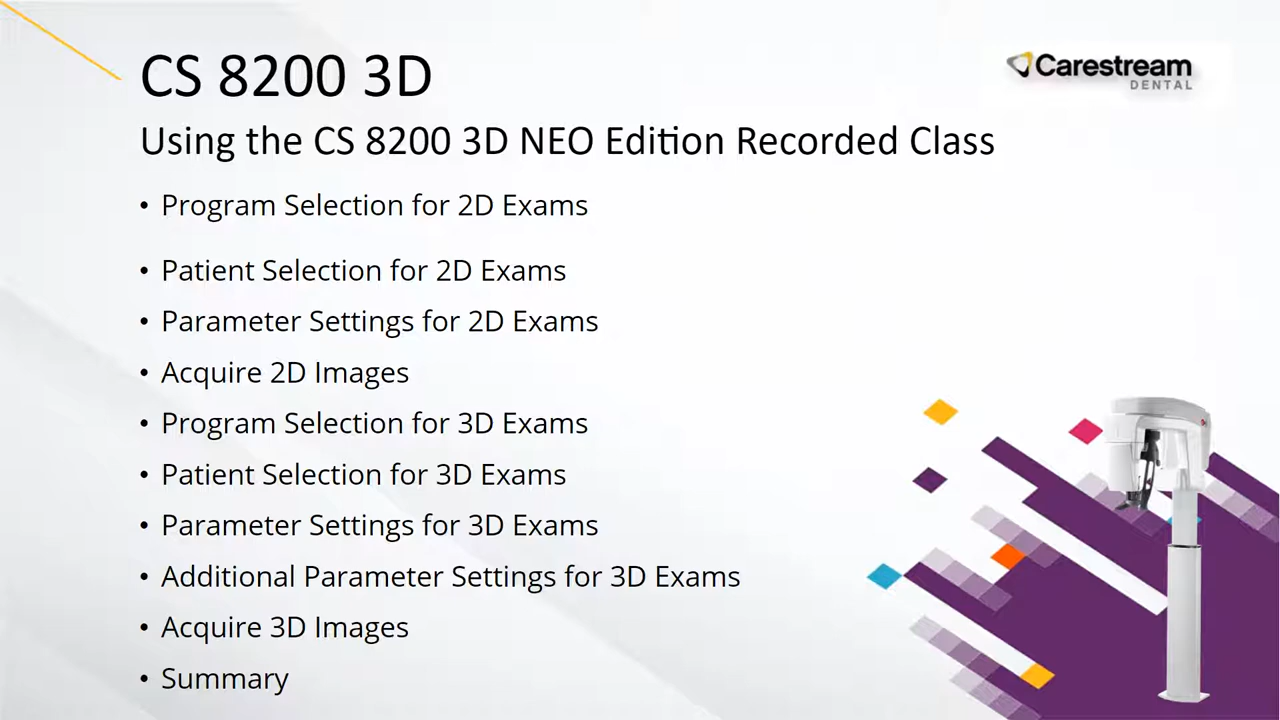 CS 8200 3D
Carestream
DENTAL
Using the CS 8200 3D NEO Edition Recorded Class
• Program Selection for 2D Exams
• Patient Selection for 2D Exams
• Parameter Settings for 2D Exams
• Acquire 2D Images
• Program Selection for 3D Exams
• Patient Selection for 3D Exams
• Parameter Settings for 3D Exams
• Additional Parameter Settings for 3D Exams
• Acquire 3D Images
• Summary